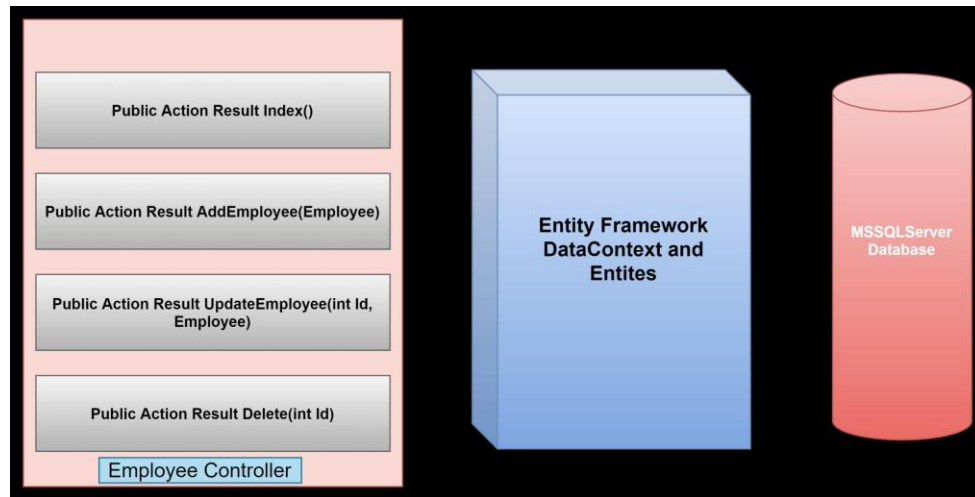 Public Action Result Index()
Public Action Result AddEmployee(Employee)
Public Action Result UpdateEmployee(int Id,
Employee)
Public Action Result Delete(int Id)
Employee Controller
Entity Framework
DataContext and
Entites
MSSQLServer
Database